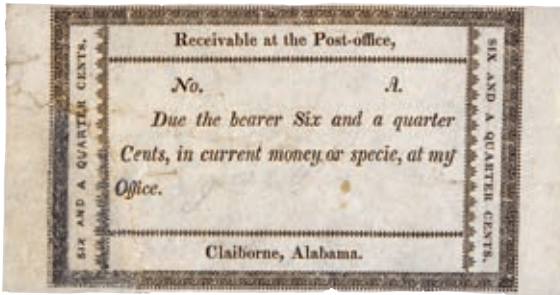 SIX AND A QUARTER CENTS.
Receivable at the Post-office,
No. A.
Due the bearer Six and a quarter
Cents, in current money or specie, at my
Office.
Claiborne, Alabama.
SIX AND A QUARTER CENTS.